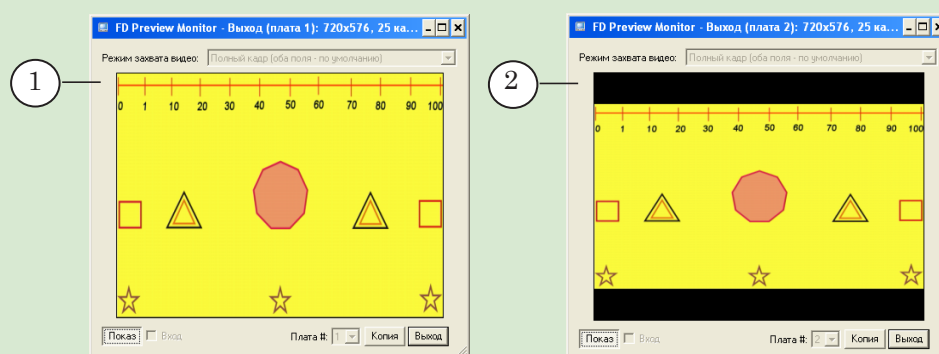 FD Preview Monitor - Выход (плата 1): 720x576, 25 ка...
Режим захвата видео: Полный кадр (оба поля - по умолчанию)
1
0 1 10 20 30 40 50 60 70 80 90 100
Показ Вход Плата #: 1 Копия Выход
FD Preview Monitor - Выход (плата 2): 720x576, 25 ка...
Режим захвата видео: Полный кадр (оба поля - по умолчанию)
2
0 1 10 20 30 40 50 60 70 80 90 100
Показ Вход Плата #: 2 Копия Выход